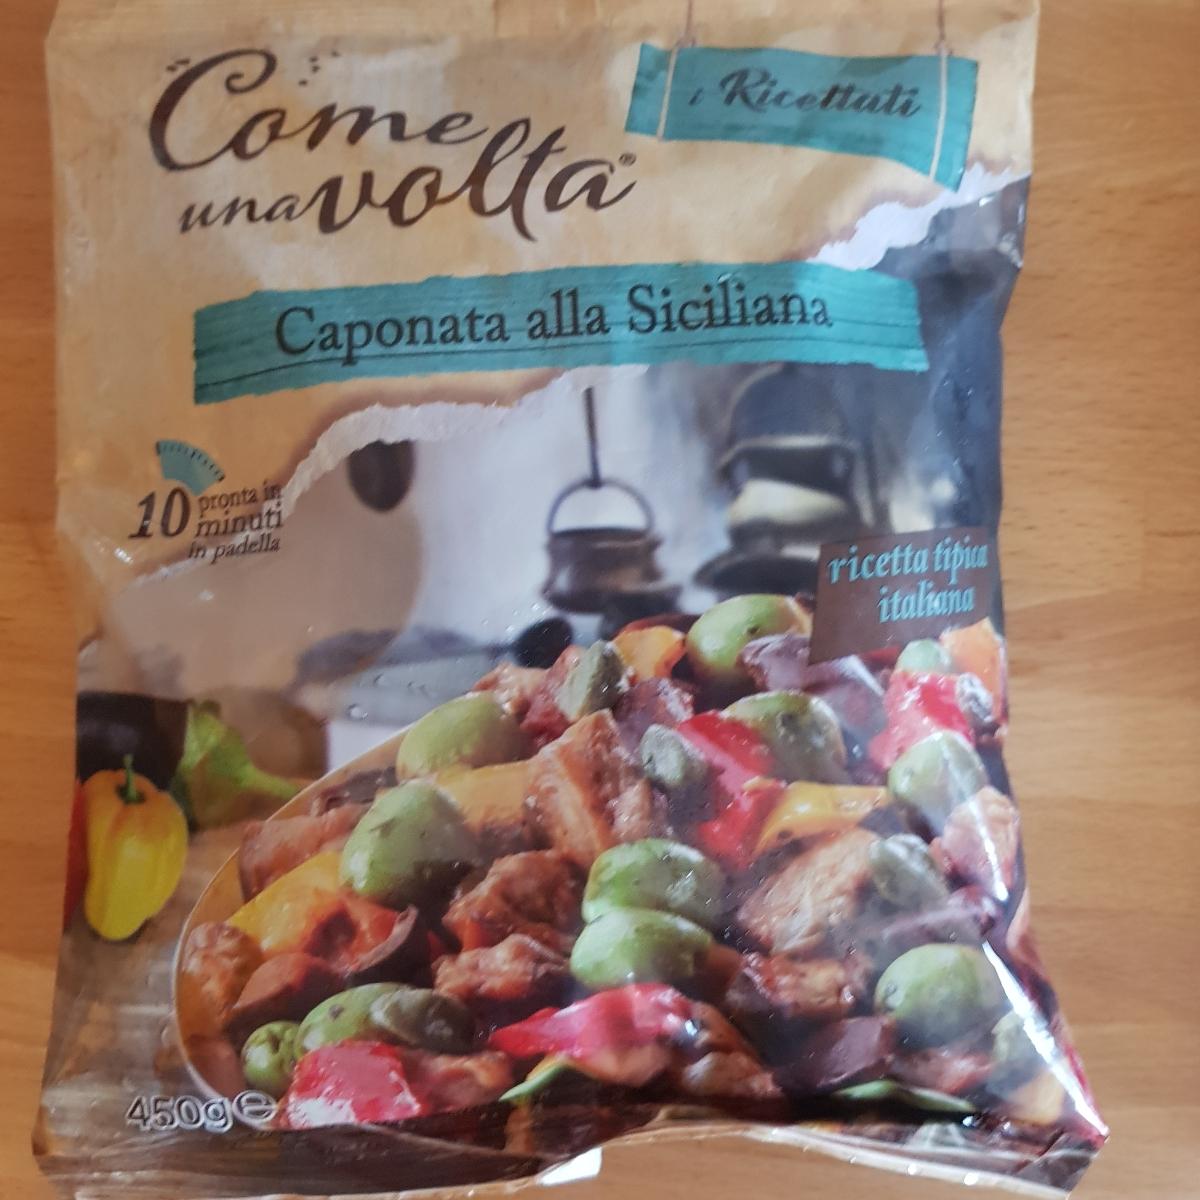 Come
una volta®
i Ricettati
Caponata alla Siciliana
10 pronta in
minuti
in padella
ricetta tipica
italiana
450g e